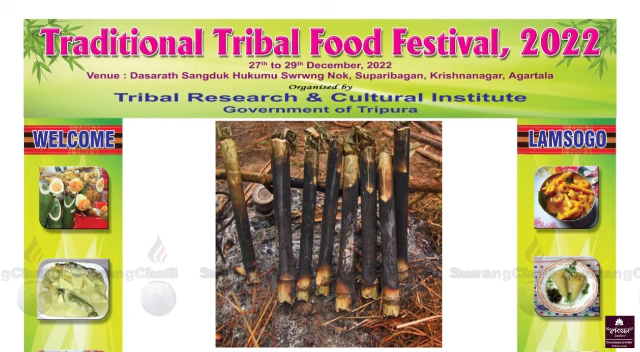 Traditional Tribal Food Festival, 2022
27th to 29th December, 2022
Venue : Dasarath Sangduk Hukumu Swrwng Nok, Suparibagan, Krishnanagar, Agartala
Organised by
Tribal Research & Cultural Institute
Government of Tripura
WELCOME
LAMSOGO